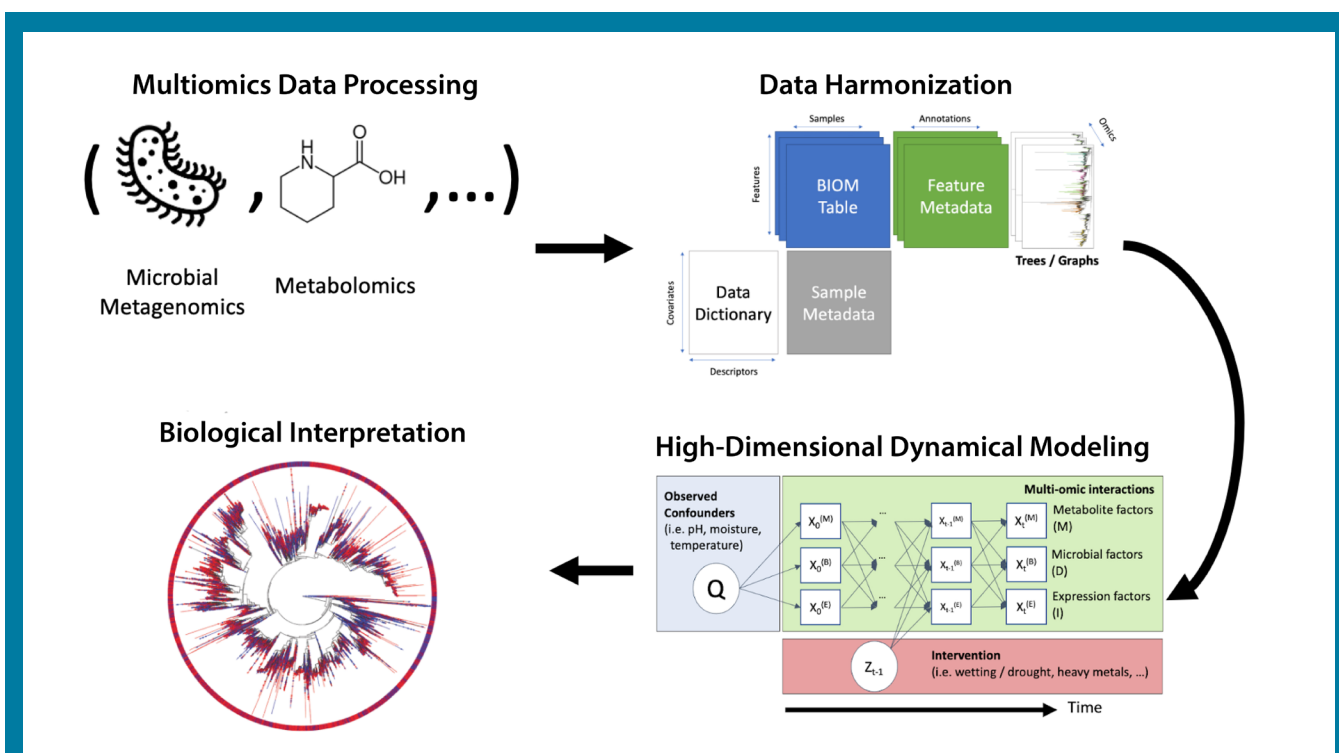 Multiomics Data Processing
( , ,...)
H
N
O
OH
Microbial
Metagenomics
Metabolomics
Data Harmonization
Samples
Annotations
Omics
Features
BIOM
Table
Feature
Metadata
Trees / Graphs
Covariates
Data
Dictionary
Sample
Metadata
Descriptors
Biological Interpretation
High-Dimensional Dynamical Modeling
Observed
Confounders
(i.e. pH, moisture,
temperature)
Q
Multi-omic interactions
X0(M)
...
Xt-1(M)
Xt(M)
Metabolite factors
(M)
X0(B)
...
Xt-1(B)
Xt(B)
Microbial factors
(D)
X0(E)
...
Xt-1(E)
Xt(E)
Expression factors
(I)
Zt-1
Intervention
(i.e. wetting / drought, heavy metals, ...)
Time